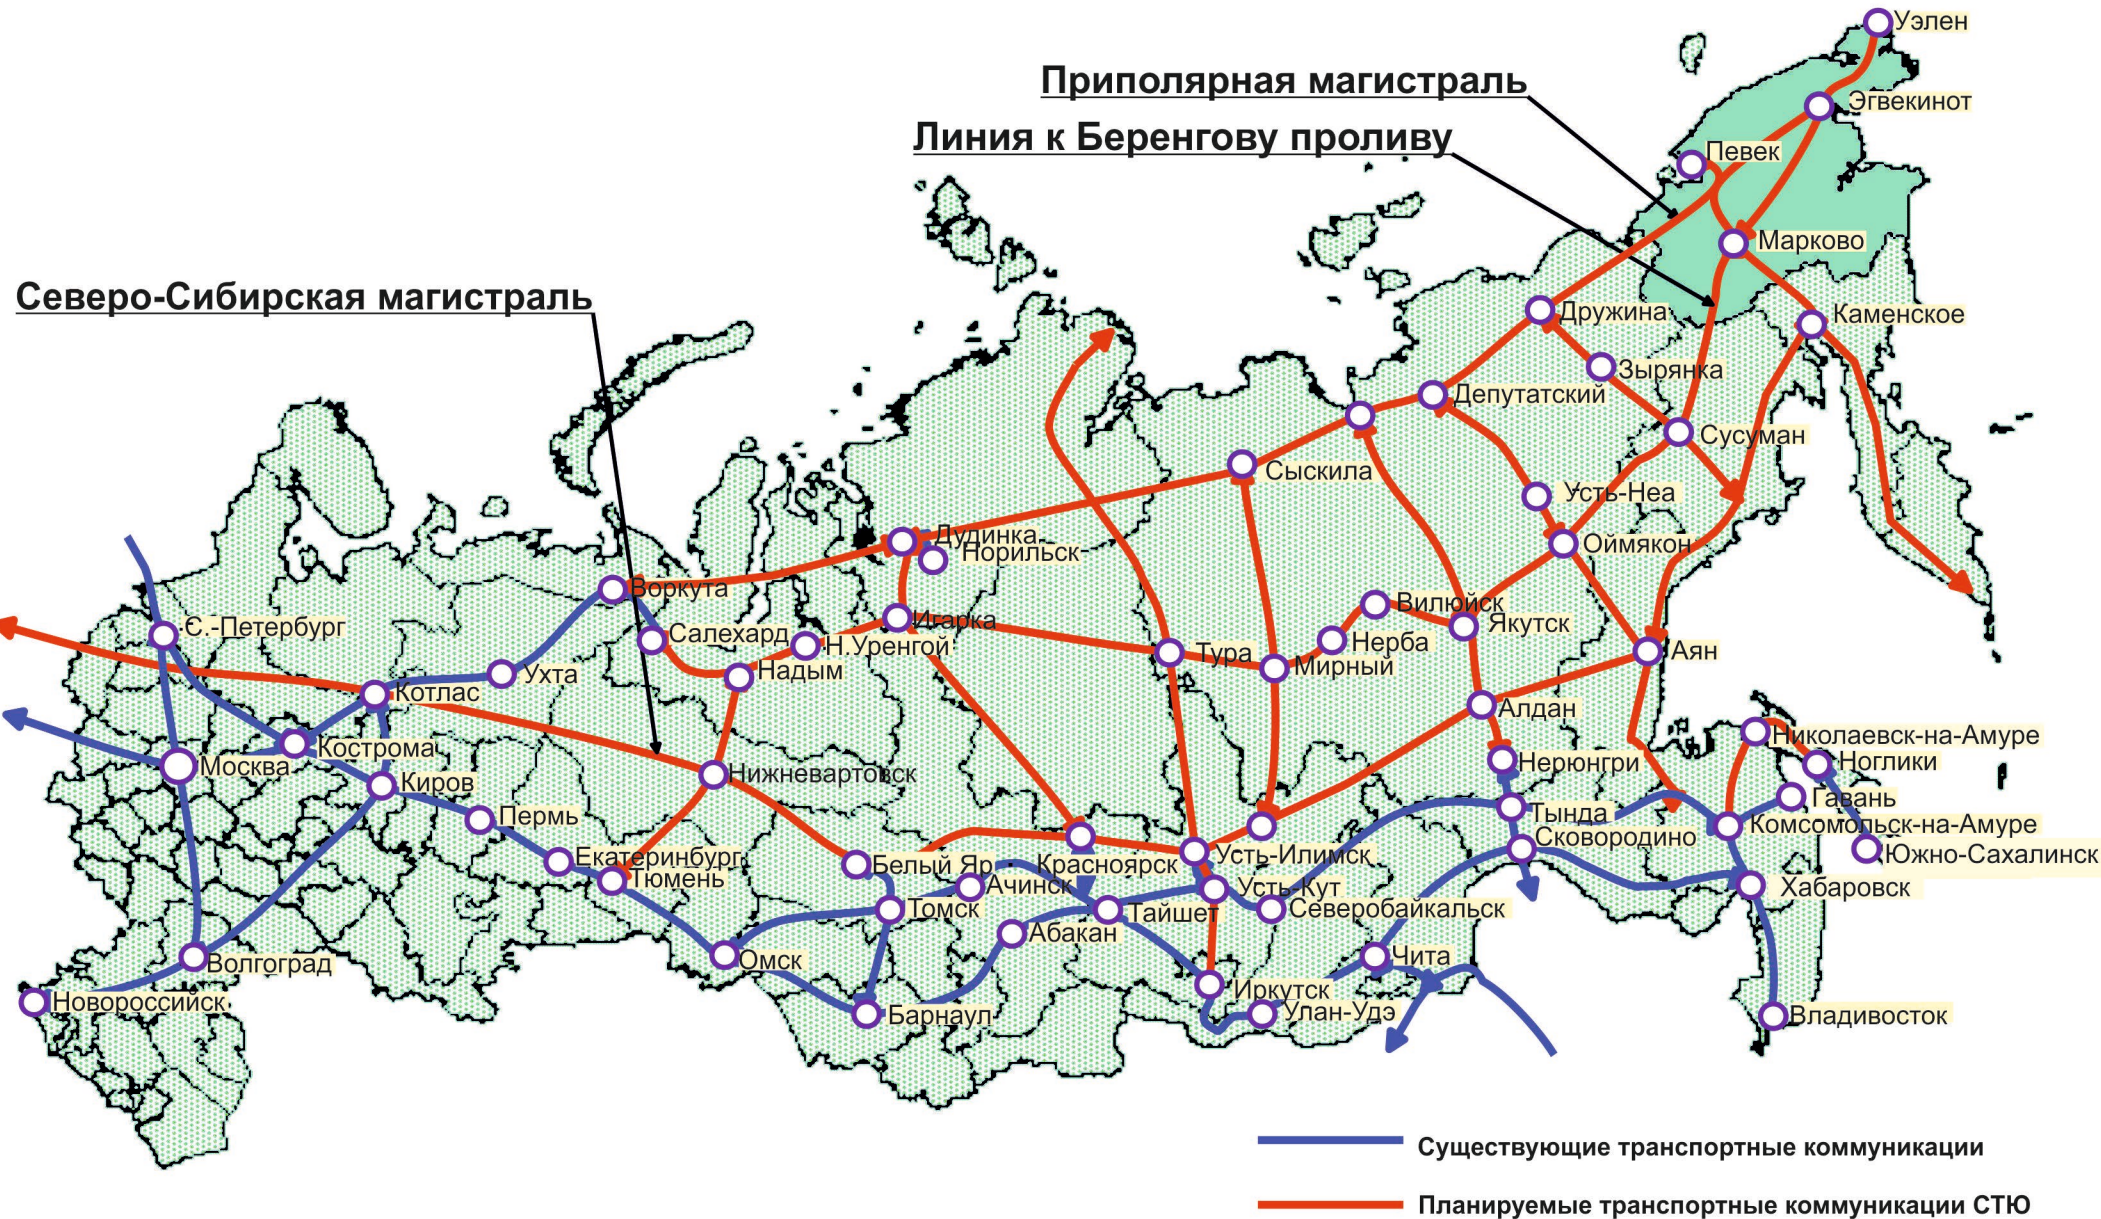 Уэлен
Приполярная магистраль
Эгвекинот
Линия к Беренгову проливу
Певек
Марково
Северо-Сибирская магистраль
Дружина
Каменское
Зырянка
Депутатский
Сусуман
Сыскила
Усть-Неа
Дудинка
Норильск
Оймякон
Воркута
Вилюйск
Игарка
С.-Петербург
Якутск
Салехард
Н.Уренгой
Нерба
Тура
Мирный
Аян
Ухта
Надым
Котлас
Алдан
Николаевск-на-Амуре
Кострома
Москва
Нижневартовск
Нерюнгри
Ноглики
Киров
Гавань
Пермь
Тында
Комсомольск-на-Амуре
Сковородино
Екатеринбург
Белый Яр
Красноярск
Усть-Илимск
Южно-Сахалинск
Тюмень
Ачинск
Усть-Кут
Хабаровск
Томск
Тайшет
Северобайкальск
Абакан
Волгоград
Омск
Чита
Новороссийск
Иркутск
Барнаул
Улан-Удэ
Владивосток
Существующие транспортные коммуникации
Планируемые транспортные коммуникации СТЮ